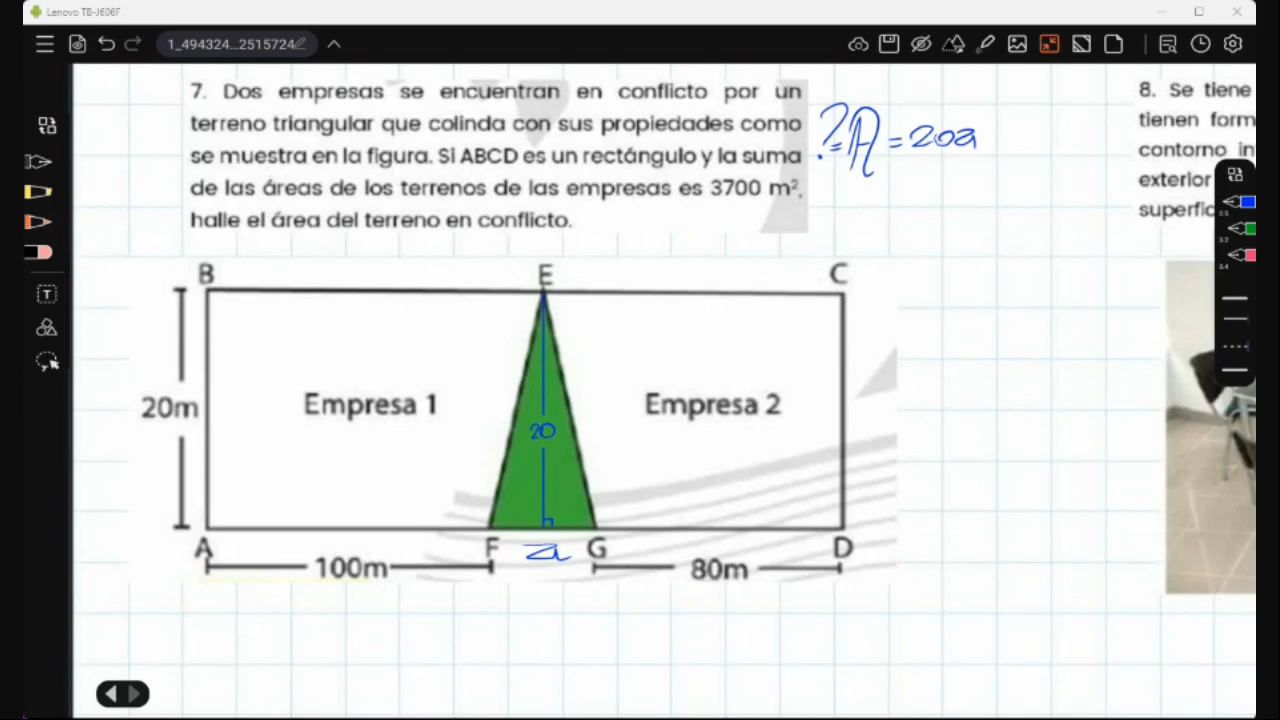 Lenovo TB-J606F
1_494324...2515724
7. Dos empresas se encuentran en conflicto por un
terreno triangular que colinda con sus propiedades como
se muestra en la figura. Si ABCD es un rectángulo y la suma
de las áreas de los terrenos de las empresas es 3700 m²,
halle el área del terreno en conflicto.
?=A=20a
8. Se tiene
tienen form
contorno in
exterior
superfic
B E C
20m
Empresa 1
Empresa 2
20
A F G D
2a
100m 80m
T